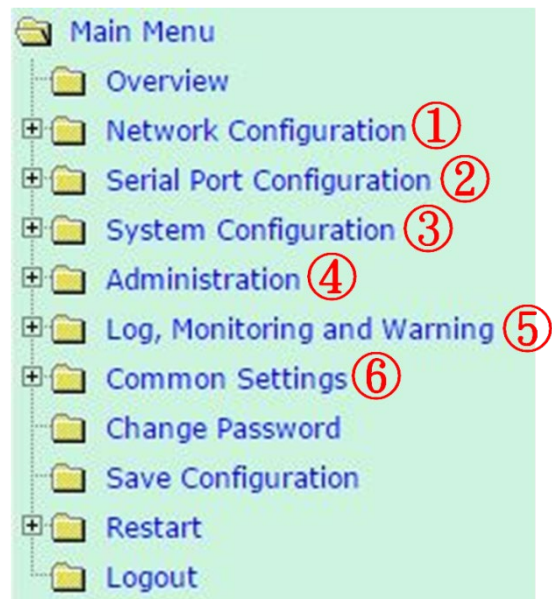 Main Menu
Overview
Network Configuration ①
Serial Port Configuration ②
System Configuration ③
Administration ④
Log, Monitoring and Warning ⑤
Common Settings ⑥
Change Password
Save Configuration
Restart
Logout